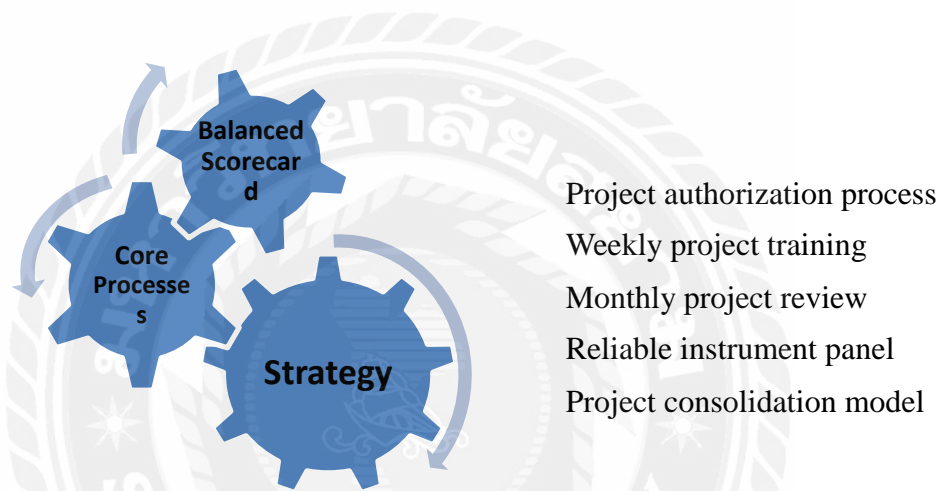 Balanced
Scorecar
d
Core
Processe
s
Strategy
Project authorization process
Weekly project training
Monthly project review
Reliable instrument panel
Project consolidation model